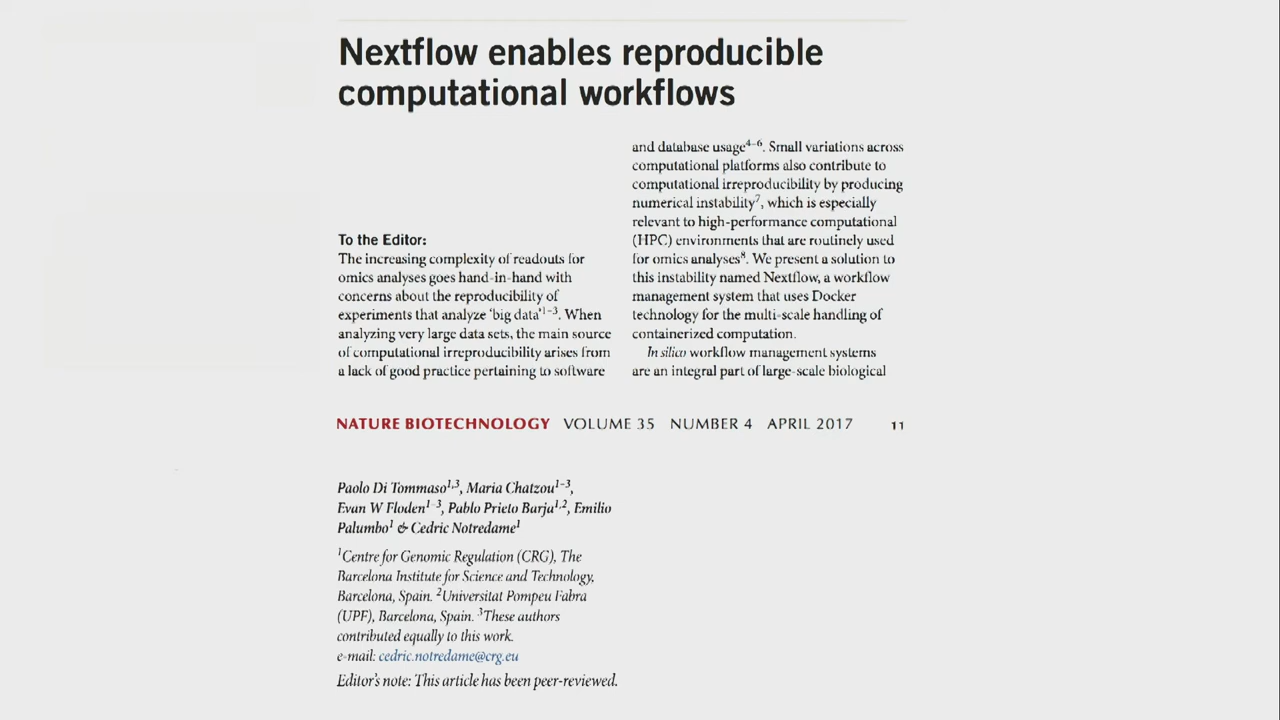 Nextflow enables reproducible
computational workflows
To the Editor:
The increasing complexity of readouts for
omics analyses goes hand-in-hand with
concerns about the reproducibility of
experiments that analyze ‘big data’1–3. When
analyzing very large data sets, the main source
of computational irreproducibility arises from
a lack of good practice pertaining to software
and database usage4–6. Small variations across
computational platforms also contribute to
computational irreproducibility by producing
numerical instability7, which is especially
relevant to high-performance computational
(HPC) environments that are routinely used
for omics analyses8. We present a solution to
this instability named Nextflow, a workflow
management system that uses Docker
technology for the multi-scale handling of
containerized computation.
In silico workflow management systems
are an integral part of large-scale biological
NATURE BIOTECHNOLOGY VOLUME 35 NUMBER 4 APRIL 2017 11
Paolo Di Tommaso1,3, Maria Chatzou1–3,
Evan W Floden1–3, Pablo Prieto Barja1,2, Emilio
Palumbo1 & Cedric Notredame1
1Centre for Genomic Regulation (CRG), The
Barcelona Institute for Science and Technology,
Barcelona, Spain. 2Universitat Pompeu Fabra
(UPF), Barcelona, Spain. 3These authors
contributed equally to this work.
e-mail: cedric.notredame@crg.eu
Editor's note: This article has been peer-reviewed.